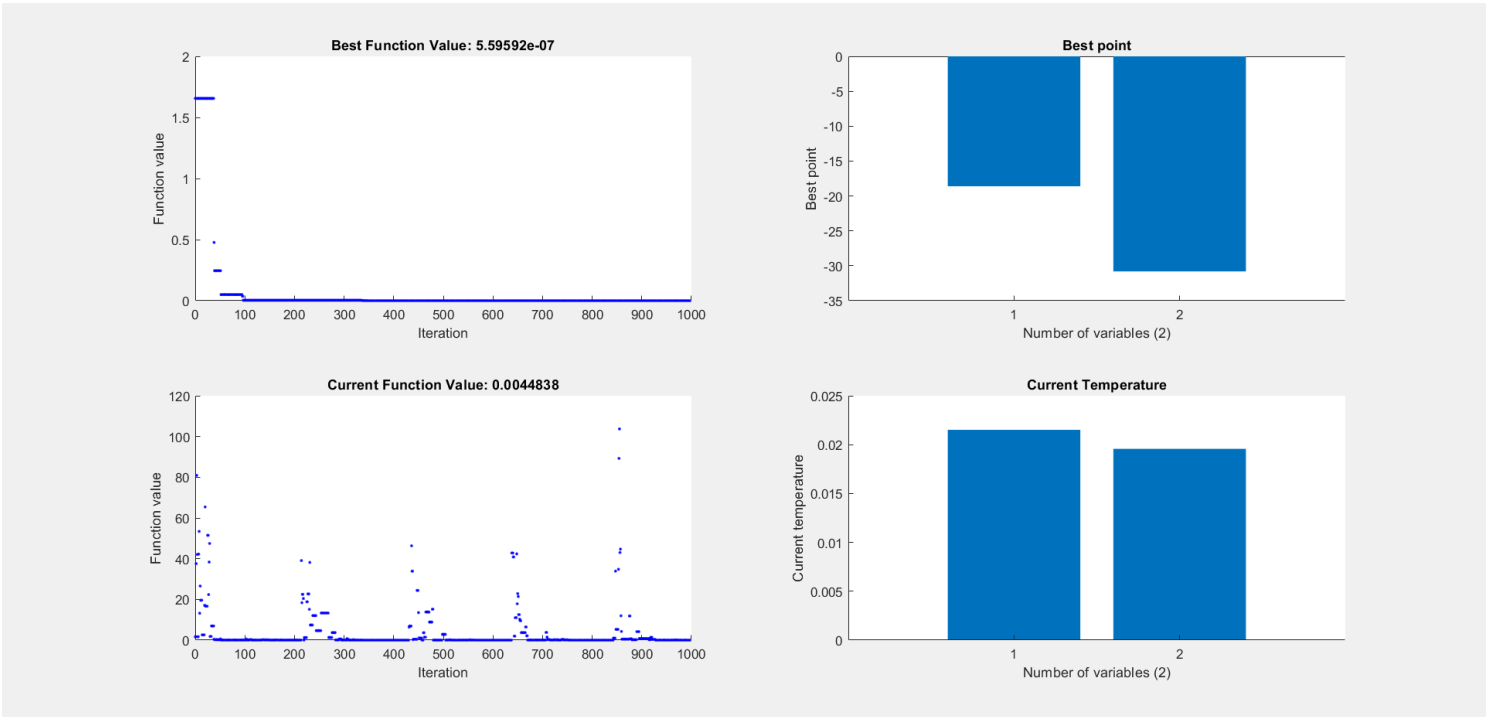 Best Function Value: 5.59592e-07
2
1.5
1
0.5
0
Function value
0 100 200 300 400 500 600 700 800 900 1000
Iteration
Best point
0
-5
-10
-15
-20
-25
-30
-35
Best point
1 2
Number of variables (2)
Current Function Value: 0.0044838
120
100
80
60
40
20
0
Function value
0 100 200 300 400 500 600 700 800 900 1000
Iteration
Current Temperature
0.025
0.02
0.015
0.01
0.005
0
Current temperature
1 2
Number of variables (2)